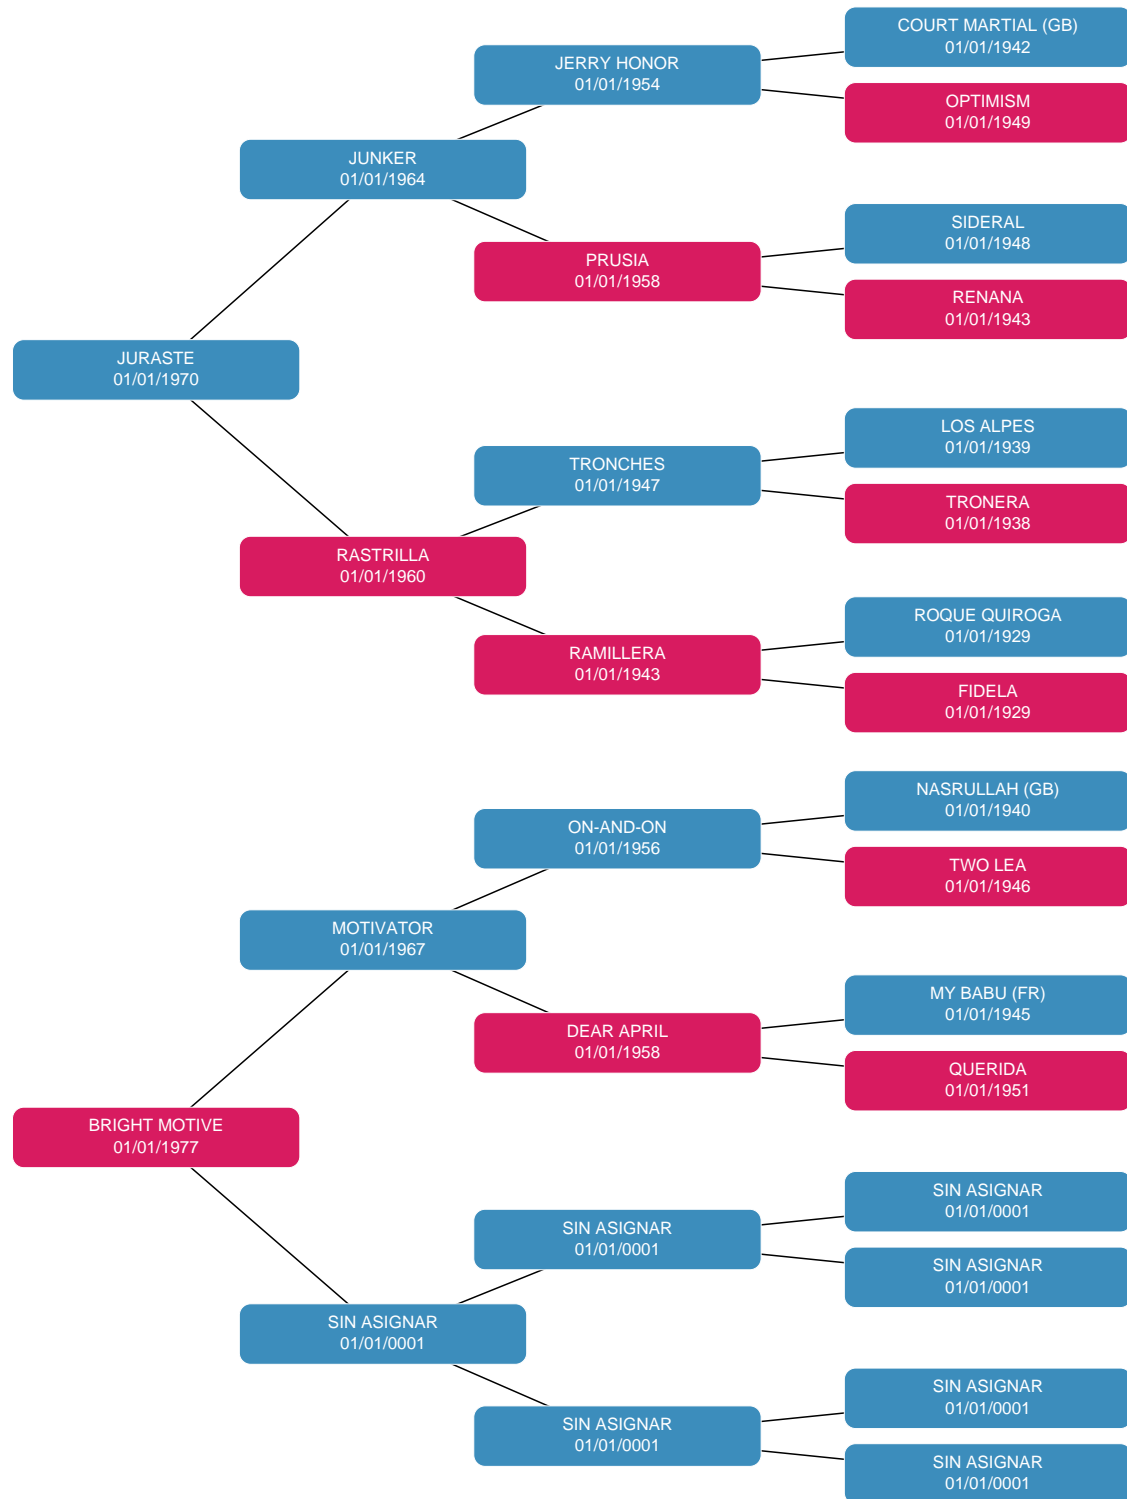 COURT MARTIAL (GB)
01/01/1942
JERRY HONOR
01/01/1954
OPTIMISM
01/01/1949
JUNKER
01/01/1964
SIDERAL
01/01/1948
PRUSIA
01/01/1958
RENANA
01/01/1943
JURASTE
01/01/1970
LOS ALPES
01/01/1939
TRONCHES
01/01/1947
TRONERA
01/01/1938
RASTRILLA
01/01/1960
ROQUE QUIROGA
01/01/1929
RAMILLERA
01/01/1943
FIDELA
01/01/1929
NASRULLAH (GB)
01/01/1940
ON-AND-ON
01/01/1956
TWO LEA
01/01/1946
MOTIVATOR
01/01/1967
MY BABU (FR)
01/01/1945
DEAR APRIL
01/01/1958
QUERIDA
01/01/1951
BRIGHT MOTIVE
01/01/1977
SIN ASIGNAR
01/01/0001
SIN ASIGNAR
01/01/0001
SIN ASIGNAR
01/01/0001
SIN ASIGNAR
01/01/0001
SIN ASIGNAR
01/01/0001
SIN ASIGNAR
01/01/0001
SIN ASIGNAR
01/01/0001